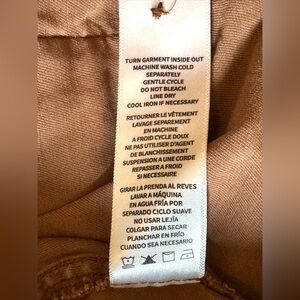 TURN GARMENT INSIDE OUT
MACHINE WASH COLD
SEPARATELY
GENTLE CYCLE
DO NOT BLEACH
LINE DRY
COOL IRON IF NECESSARY
RETOURNER LE VÊTEMENT
LAVAGE SEPAREMENT
EN MACHINE
A FROID CYCLE DOUX
NE PAS UTILISER D'AGENT
DE BLANCHISSEMENT
SUSPENSION A UNE CORDE
REPASSER A FROID
SI NECESSAIRE
GIRAR LA PRENDA AL REVES
LAVAR A MÁQUINA
EN AGUA FRÍA POR
SEPARADO CICLO SUAVE
NO USAR LEJÍA
COLGAR PARA SECAR
PLANCHAR EN FRÍO
CUANDO SEA NECESARIO